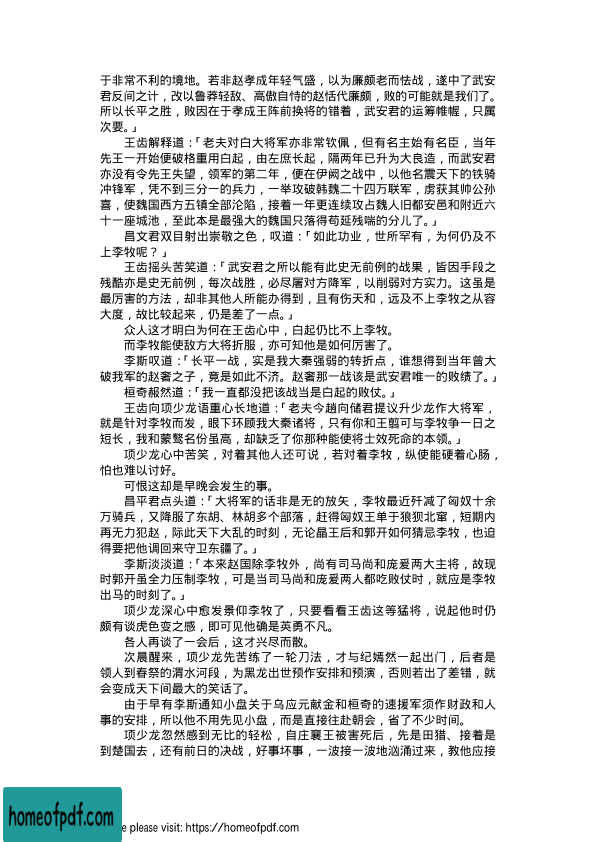 于非常不利的境地。若非赵孝成年轻气盛，以为廉颇老而怯战，遂中了武安
君反间之计，改以鲁莽轻敌、高傲自恃的赵恬代廉颇，败的可能就是我们了。
所以长平之胜，败因在于孝成王阵前换将的错着，武安君的运筹帷幄，只属
次要。」
王齿解释道：「老夫对白大将军亦非常钦佩，但有名主始有名臣，当年
先王一开始便破格重用白起，由左庶长起，隔两年已升为大良造，而武安君
亦没有令先王失望，领军的第二年，便在伊阙之战中，以他名震天下的铁骑
冲锋军，凭不到三分一的兵力，一举攻破韩魏二十四万联军，虏获其帅公孙
喜，使魏国西方五镇全部沦陷，接着一年更连续攻占魏人旧都安邑和附近六
十一座城池，至此本是最强大的魏国只落得苟延残喘的分儿了。」
昌文君双目射出崇敬之色，叹道：「如此功业，世所罕有，为何仍及不
上李牧呢？」
王齿摇头苦笑道：「武安君之所以能有此史无前例的战果，皆因手段之
残酷亦是史无前例，每次战胜，必尽屠对方降军，以削弱对方实力。这虽是
最厉害的方法，却非其他人所能办得到，且有伤天和，远及不上李牧之从容
大度，故比较起来，仍是差了一点。」
众人这才明白为何在王齿心中，白起仍比不上李牧。
而李牧能使敌方大将折服，亦可知他是如何厉害了。
李斯叹道：「长平一战，实是我大秦强弱的转折点，谁想得到当年曾大
破我军的赵奢之子，竟是如此不济。赵奢那一战该是武安君唯一的败绩了。」
桓奇赧然道：「我一直都没把该战当是白起的败仗。」
王齿向项少龙语重心长地道：「老夫今趟向储君提议升少龙作大将军，
就是针对李牧而发，眼下环顾我大秦诸将，只有你和王翦可与李牧争一日之
短长，我和蒙骜名份虽高，却缺乏了你那种能使将士效死命的本领。」
项少龙心中苦笑，对着其他人还可说，若对着李牧，纵使能硬着心肠，
怕也难以讨好。
可恨这却是早晚会发生的事。
昌平君点头道：「大将军的话非是无的放矢，李牧最近歼减了匈奴十余
万骑兵，又降服了东胡、林胡多个部落，赶得匈奴王单于狼狈北窜，短期内
再无力犯赵，际此天下大乱的时刻，无论晶王后和郭开如何猜忌李牧，也迫
得要把他调回来守卫东疆了。」
李斯淡淡道：「本来赵国除李牧外，尚有司马尚和庞爰两大主将，故现
时郭开虽全力压制李牧，可是当司马尚和庞爰两人都吃败仗时，就应是李牧
出马的时刻了。」
项少龙深心中愈发景仰李牧了，只要看看王齿这等猛将，说起他时仍
颇有谈虎色变之感，即可见他确是英勇不凡。
各人再谈了一会后，这才兴尽而散。
次晨醒来，项少龙先苦练了一轮刀法，才与纪嫣然一起出门，后者是
领人到春祭的渭水河段，为黑龙出世预作安排和预演，否则若出了差错，就
会变成天下间最大的笑话了。
由于早有李斯通知小盘关于乌应元献金和桓奇的速援军须作财政和人
事的安排，所以他不用先见小盘，而是直接往赴朝会，省了不少时间。
项少龙忽然感到无比的轻松，自庄襄王被害死后，先是田猎、接着是
到楚国去，还有前日的决战，好事坏事，一波接一波地汹涌过来，教他应接
homeofpdf.com
e please visit: https://homeofpdf.com